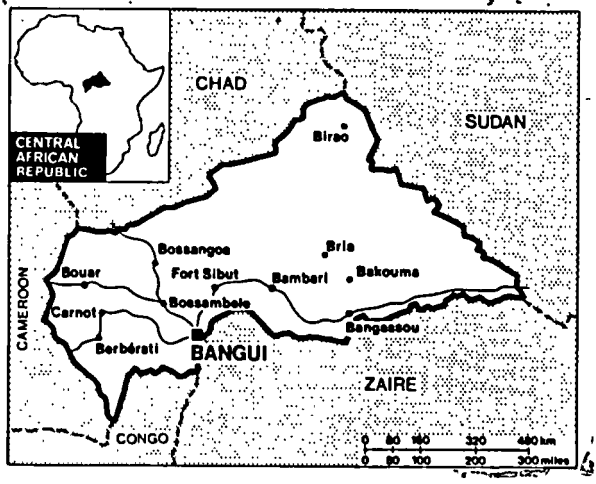 CHAD
SUDAN
CENTRAL
AFRICAN
REPUBLIC
Birao
Bossangoa
Bria
Bouar
Fort Sibut
Bambari
Bakouma
CAMEROON
Carnot
Bossambele
Bangassou
Berbérati
BANGUI
ZAIRE
CONGO
0 80 160 320 480 km
0 50 100 200 300 miles